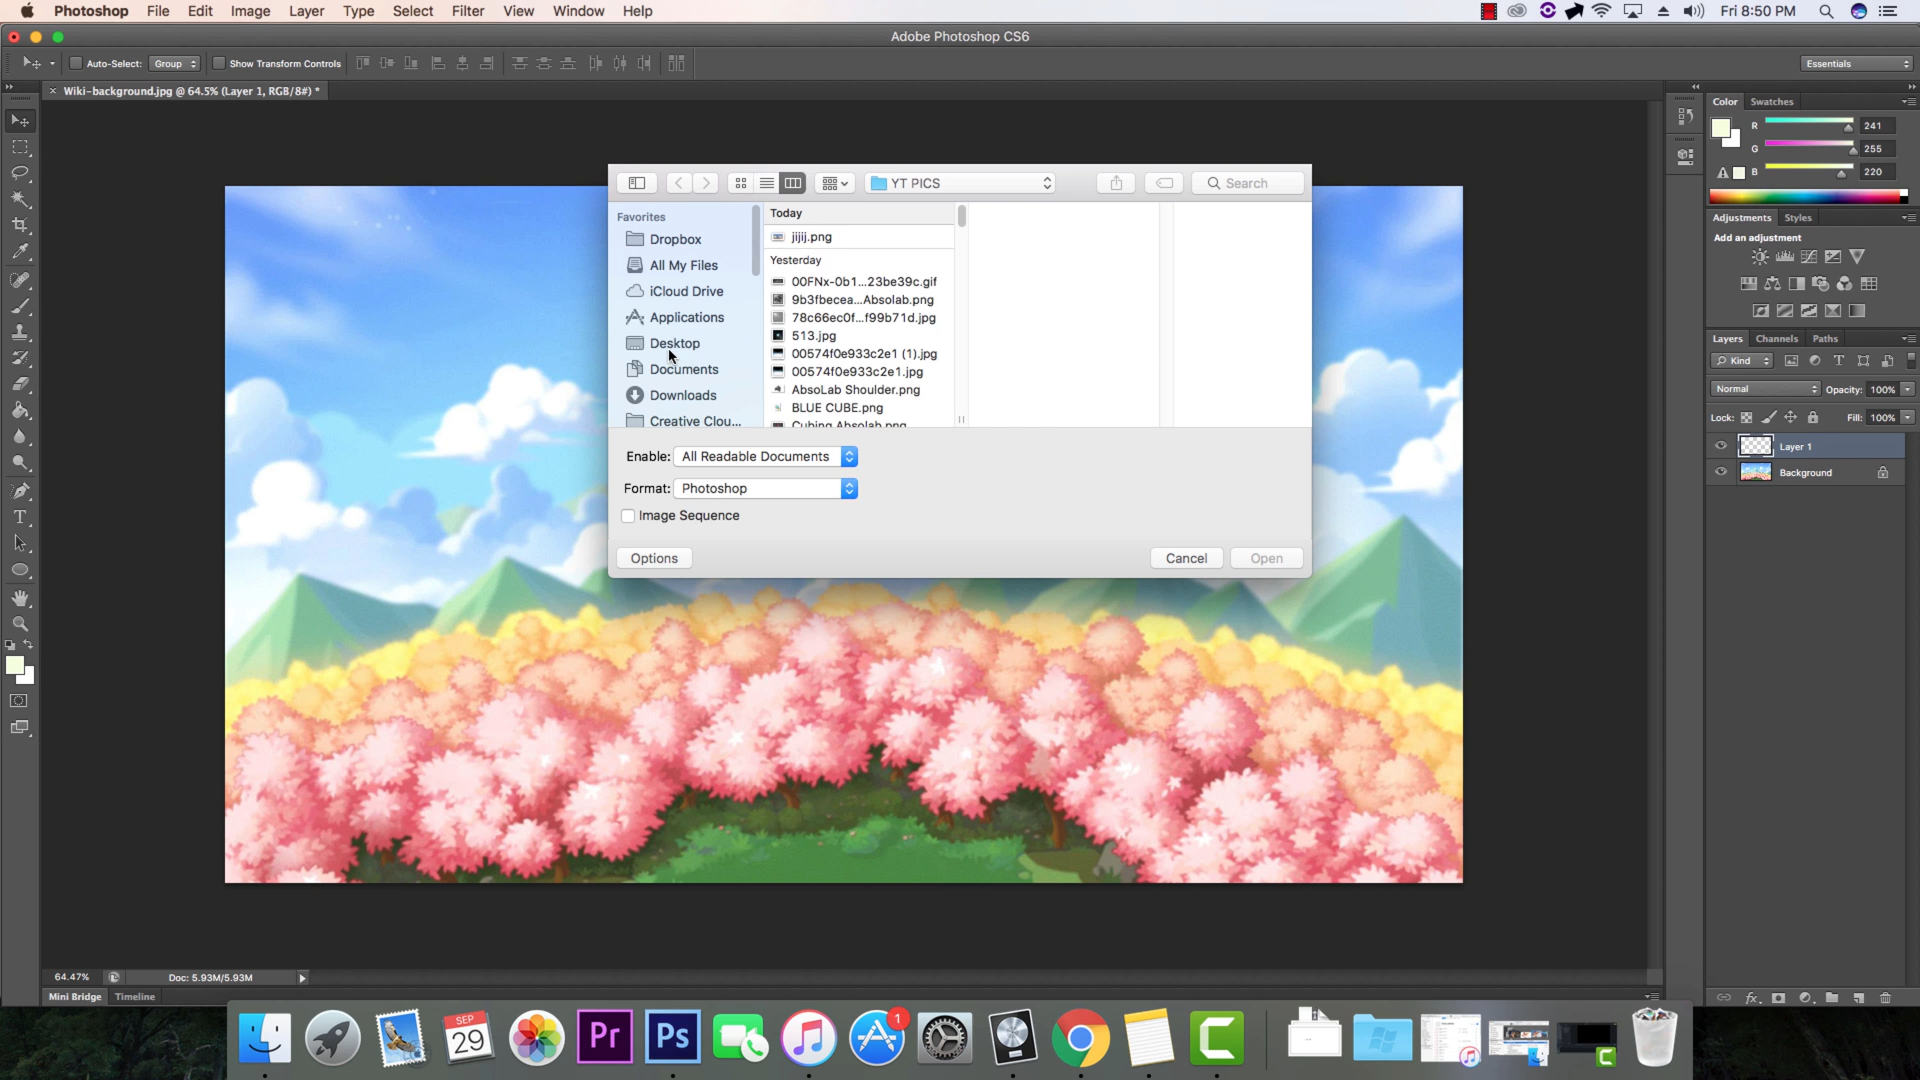 Photoshop File Edit Image Layer Type Select Filter View Window Help Fri 8:50 PM
Adobe Photoshop CS6
Auto-Select: Group Show Transform Controls Essentials
Wiki-background.jpg @ 64.5% (Layer 1, RGB/8#) *
Color Swatches
R 241
G 255
B 220
Adjustments Styles
Add an adjustment
Layers Channels Paths
Kind
Normal Opacity: 100%
Lock: Fill: 100%
Layer 1
Background
YT PICS Search
Favorites
Dropbox
All My Files
iCloud Drive
Applications
Desktop
Documents
Downloads
Creative Clou...
Today
jijij.png
Yesterday
00FNx-0b1...23be39c.gif
9b3fbecea...Absolab.png
78c66ec0f...f99b71d.jpg
513.jpg
00574f0e933c2e1 (1).jpg
00574f0e933c2e1.jpg
AbsoLab Shoulder.png
BLUE CUBE.png
Cubing Absolab.png
Enable: All Readable Documents
Format: Photoshop
Image Sequence
Options Cancel Open
64.47% Doc: 5.93M/5.93M
Mini Bridge Timeline
SEP
29
Pr
Ps
1